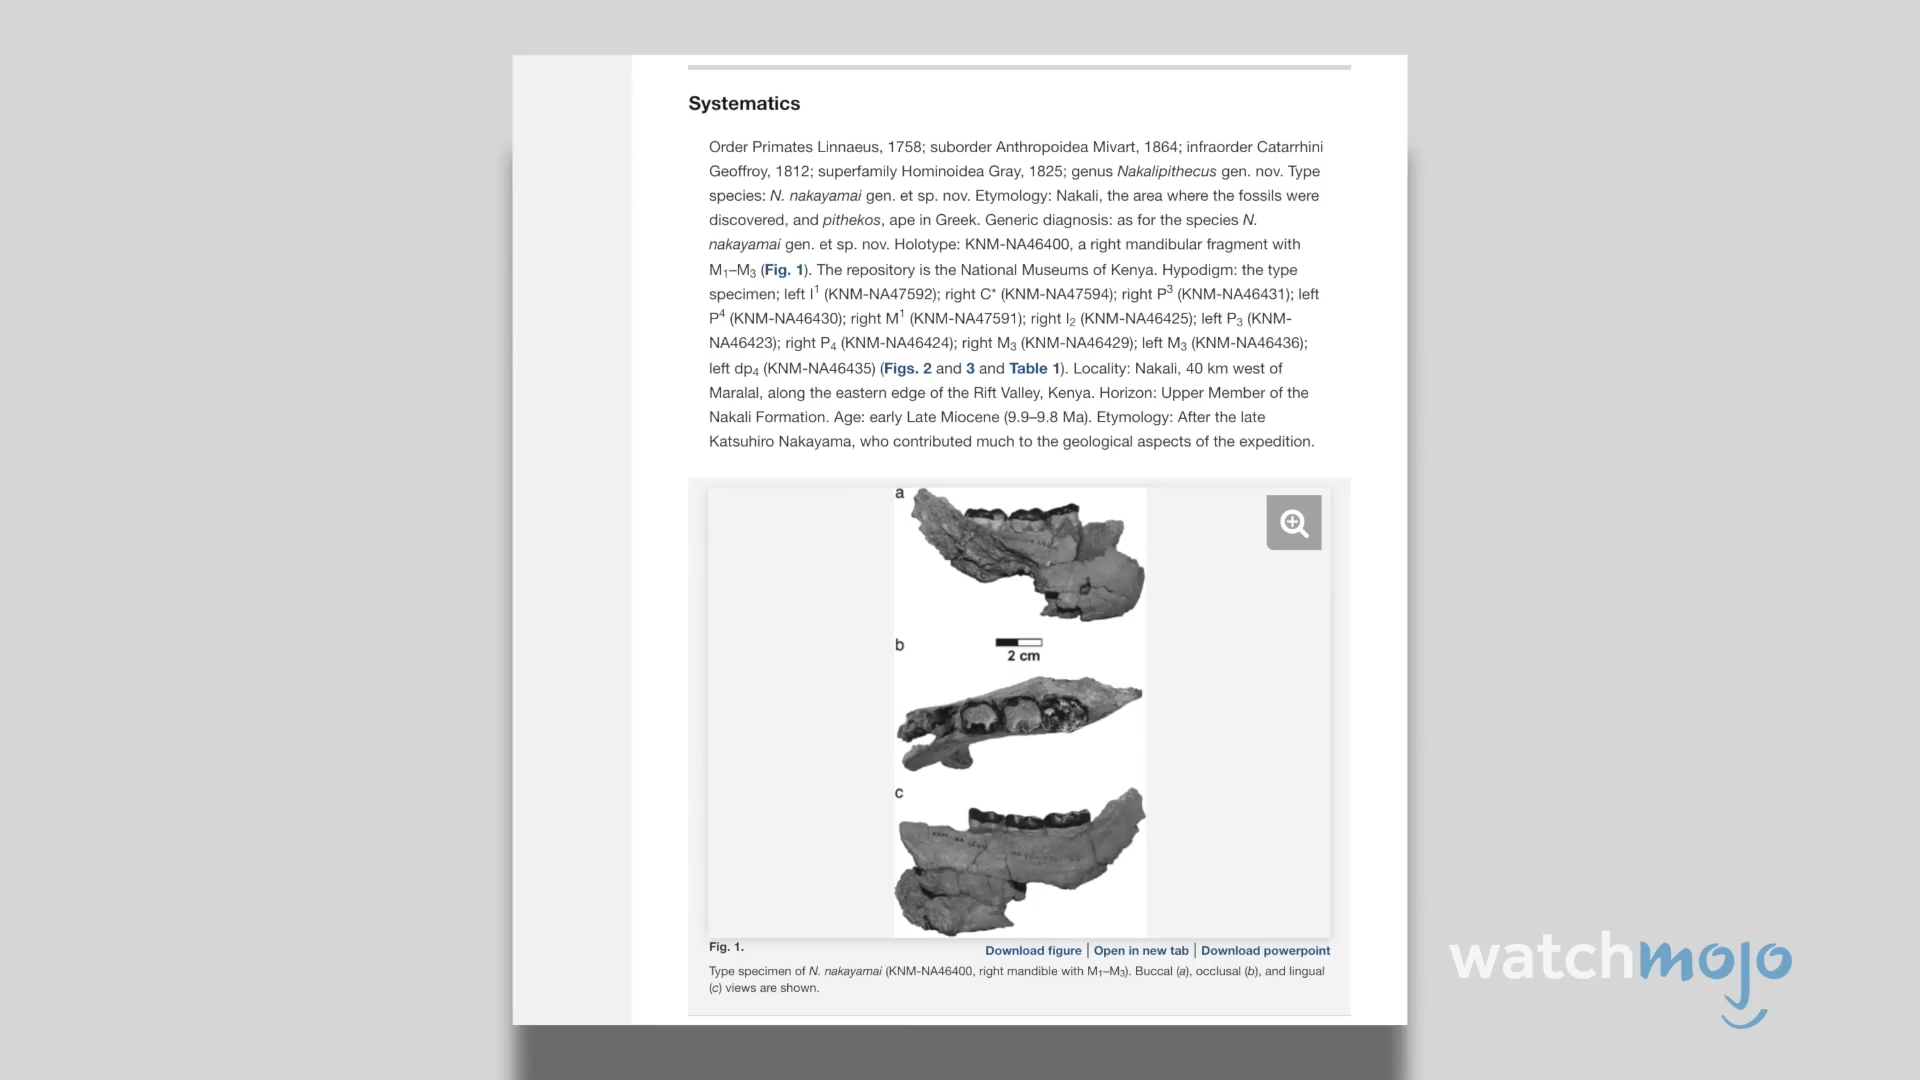 Systematics
Order Primates Linnaeus, 1758; suborder Anthropoidea Mivart, 1864; infraorder Catarrhini
Geoffroy, 1812; superfamily Hominoidea Gray, 1825; genus Nakalipithecus gen. nov. Type
species: N. nakayamai gen. et sp. nov. Etymology: Nakali, the area where the fossils were
discovered, and pithekos, ape in Greek. Generic diagnosis: as for the species N.
nakayamai gen. et sp. nov. Holotype: KNM-NA46400, a right mandibular fragment with
M₁–M₃ (Fig. 1). The repository is the National Museums of Kenya. Hypodigm: the type
specimen; left I¹ (KNM-NA47592); right C* (KNM-NA47594); right P³ (KNM-NA46431); left
P⁴ (KNM-NA46430); right M¹ (KNM-NA47591); right I₂ (KNM-NA46425); left P₃ (KNM-
NA46423); right P₄ (KNM-NA46424); right M₃ (KNM-NA46429); left M₃ (KNM-NA46436);
left dp₄ (KNM-NA46435) (Figs. 2 and 3 and Table 1). Locality: Nakali, 40 km west of
Maralal, along the eastern edge of the Rift Valley, Kenya. Horizon: Upper Member of the
Nakali Formation. Age: early Late Miocene (9.9–9.8 Ma). Etymology: After the late
Katsuhiro Nakayama, who contributed much to the geological aspects of the expedition.
a
b
2 cm
c
Fig. 1.
Download figure | Open in new tab | Download powerpoint
Type specimen of N. nakayamai (KNM-NA46400, right mandible with M₁–M₃). Buccal (a), occlusal (b), and lingual
(c) views are shown.
watchmojo